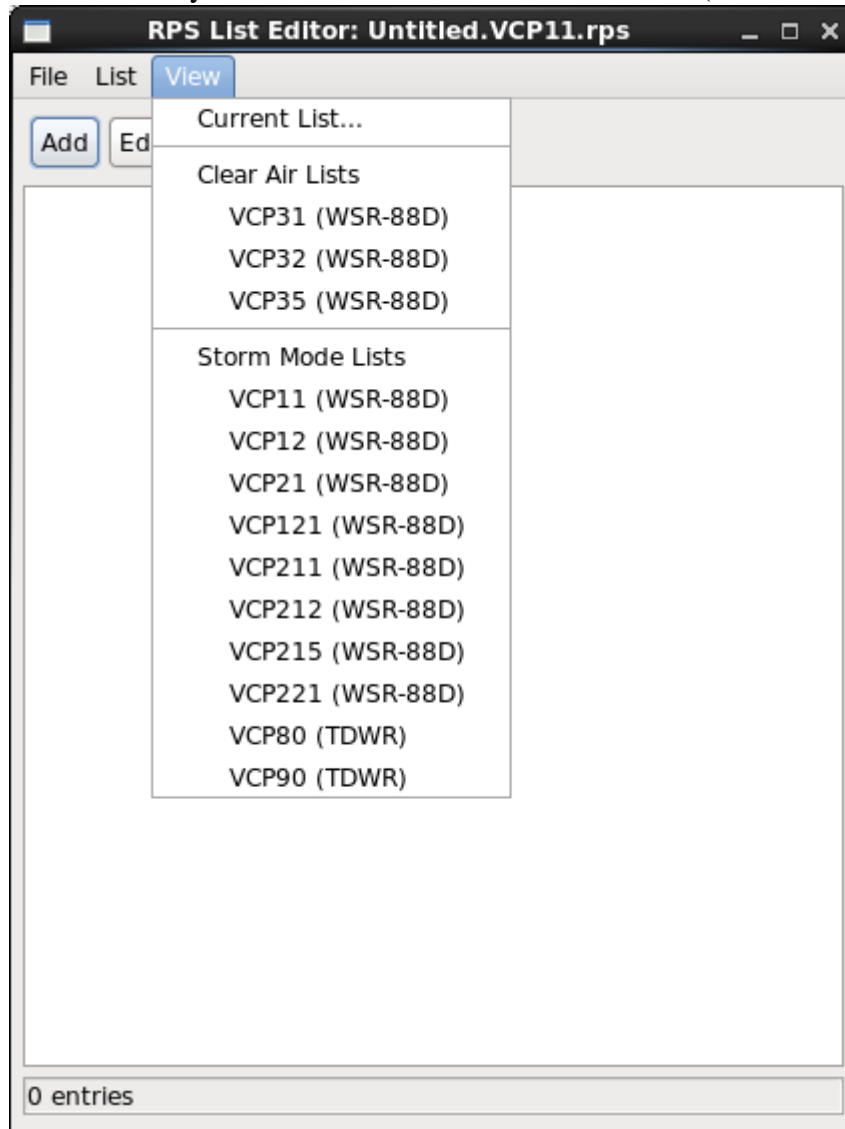 RPS List Editor: Untitled.VCP11.rps
File List View
Add Ed
Current List...
Clear Air Lists
VCP31 (WSR-88D)
VCP32 (WSR-88D)
VCP35 (WSR-88D)
Storm Mode Lists
VCP11 (WSR-88D)
VCP12 (WSR-88D)
VCP21 (WSR-88D)
VCP121 (WSR-88D)
VCP211 (WSR-88D)
VCP212 (WSR-88D)
VCP215 (WSR-88D)
VCP221 (WSR-88D)
VCP80 (TDWR)
VCP90 (TDWR)
0 entries